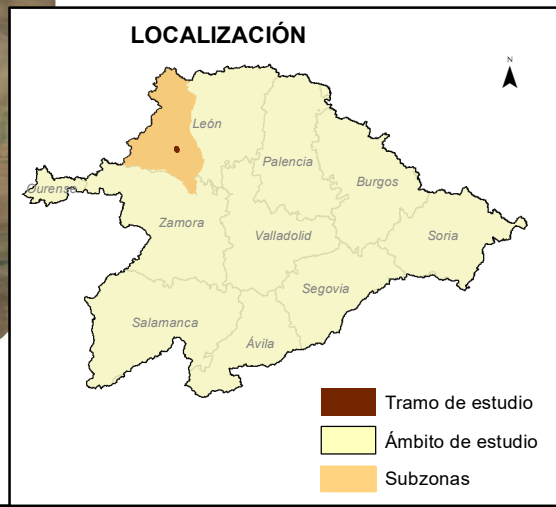 LOCALIZACIÓN
N
León
Palencia
Burgos
Ourense
Zamora
Valladolid
Soria
Segovia
Salamanca
Ávila
Tramo de estudio
Ámbito de estudio
Subzonas